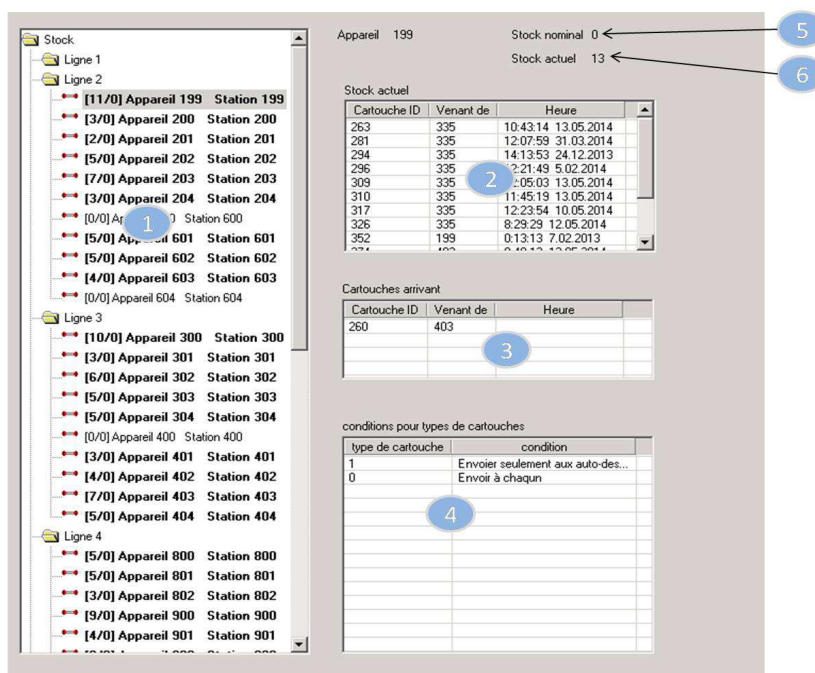 Stock
Ligne 1
Ligne 2
[11/0] Appareil 199 Station 199
[3/0] Appareil 200 Station 200
[2/0] Appareil 201 Station 201
[5/0] Appareil 202 Station 202
[7/0] Appareil 203 Station 203
[3/0] Appareil 204 Station 204
[0/0] Station 600
[5/0] Appareil 601 Station 601
[5/0] Appareil 602 Station 602
[4/0] Appareil 603 Station 603
[0/0] Appareil 604 Station 604
Ligne 3
[10/0] Appareil 300 Station 300
[3/0] Appareil 301 Station 301
[6/0] Appareil 302 Station 302
[5/0] Appareil 303 Station 303
[5/0] Appareil 304 Station 304
[0/0] Appareil 400 Station 400
[3/0] Appareil 401 Station 401
[4/0] Appareil 402 Station 402
[7/0] Appareil 403 Station 403
[5/0] Appareil 404 Station 404
Ligne 4
[5/0] Appareil 800 Station 800
[5/0] Appareil 801 Station 801
[3/0] Appareil 802 Station 802
[9/0] Appareil 900 Station 900
[4/0] Appareil 901 Station 901
1
Appareil 199
Stock nominal 0
5
Stock actuel 13
6
Stock actuel
Cartouche ID Venant de Heure
263 335 10:43:14 13.05.2014
281 335 12:07:59 31.03.2014
294 335 14:13:53 24.12.2013
296 335 5.02.2014
309 335 13.05.2014
310 335 11:45:19 13.05.2014
317 335 12:23:54 10.05.2014
326 335 8:29:29 12.05.2014
352 199 0:13:13 7.02.2013
2
Cartouches arrivant
Cartouche ID Venant de Heure
260 403
3
conditions pour types de cartouches
type de cartouche condition
1 Envoier seulement aux auto-des...
0 Envoir à chaqun
4